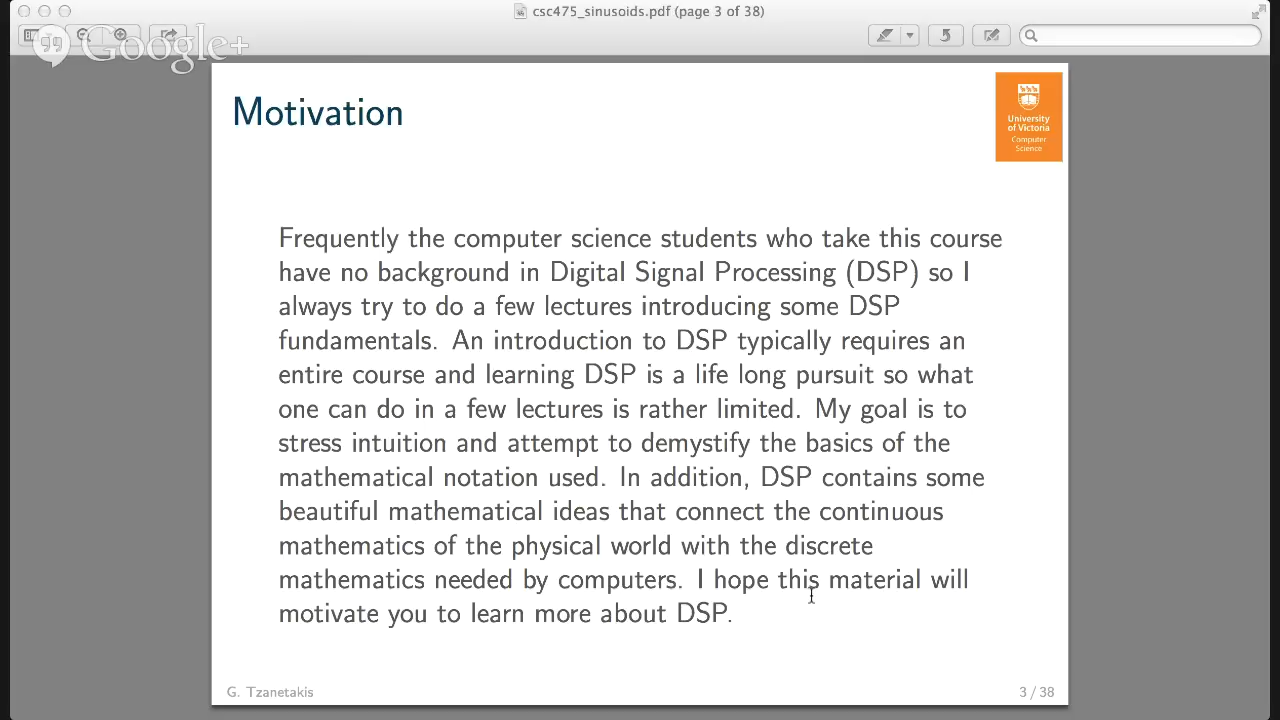 csc475_sinusoids.pdf (page 3 of 38)
Google+
Motivation
University
of Victoria
Computer
Science
Frequently the computer science students who take this course
have no background in Digital Signal Processing (DSP) so I
always try to do a few lectures introducing some DSP
fundamentals. An introduction to DSP typically requires an
entire course and learning DSP is a life long pursuit so what
one can do in a few lectures is rather limited. My goal is to
stress intuition and attempt to demystify the basics of the
mathematical notation used. In addition, DSP contains some
beautiful mathematical ideas that connect the continuous
mathematics of the physical world with the discrete
mathematics needed by computers. I hope this material will
motivate you to learn more about DSP.
G. Tzanetakis
3 / 38